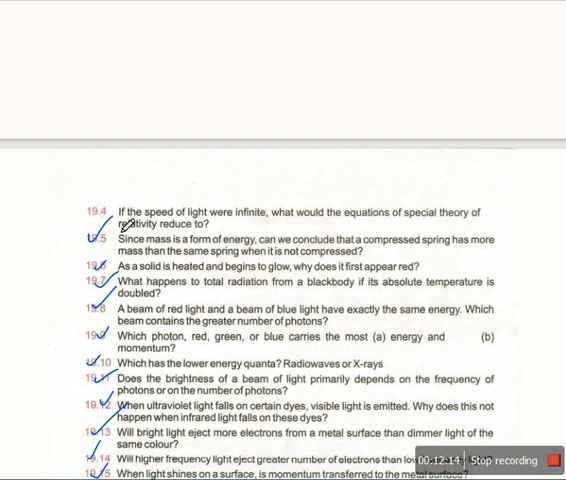 19.4 If the speed of light were infinite, what would the equations of special theory of
relativity reduce to?
19.5 Since mass is a form of energy, can we conclude that a compressed spring has more
mass than the same spring when it is not compressed?
19.6 As a solid is heated and begins to glow, why does it first appear red?
19.7 What happens to total radiation from a blackbody if its absolute temperature is
doubled?
19.8 A beam of red light and a beam of blue light have exactly the same energy. Which
beam contains the greater number of photons?
19.9 Which photon, red, green, or blue carries the most (a) energy and (b)
momentum?
19.10 Which has the lower energy quanta? Radiowaves or X-rays
19.11 Does the brightness of a beam of light primarily depends on the frequency of
photons or on the number of photons?
19.12 When ultraviolet light falls on certain dyes, visible light is emitted. Why does this not
happen when infrared light falls on these dyes?
19.13 Will bright light eject more electrons from a metal surface than dimmer light of the
same colour?
19.14 Will higher frequency light eject greater number of electrons than low
19.15 When light shines on a surface, is momentum transferred to the metal surface?
00:12:14 Stop recording